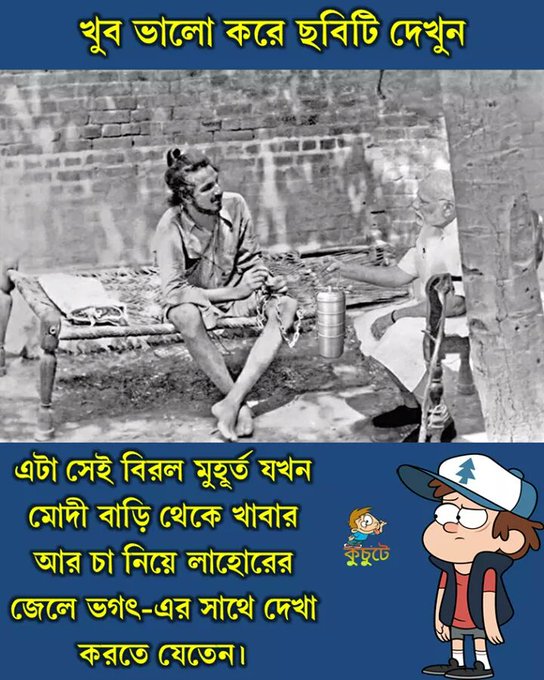 খুব ভালো করে ছবিটি দেখুন
এটা সেই বিরল মুহূর্ত যখন
মোদী বাড়ি থেকে খাবার
আর চা নিয়ে লাহোরের
জেলে ভগৎ-এর সাথে দেখা
করতে যেতেন।
কুচুটে